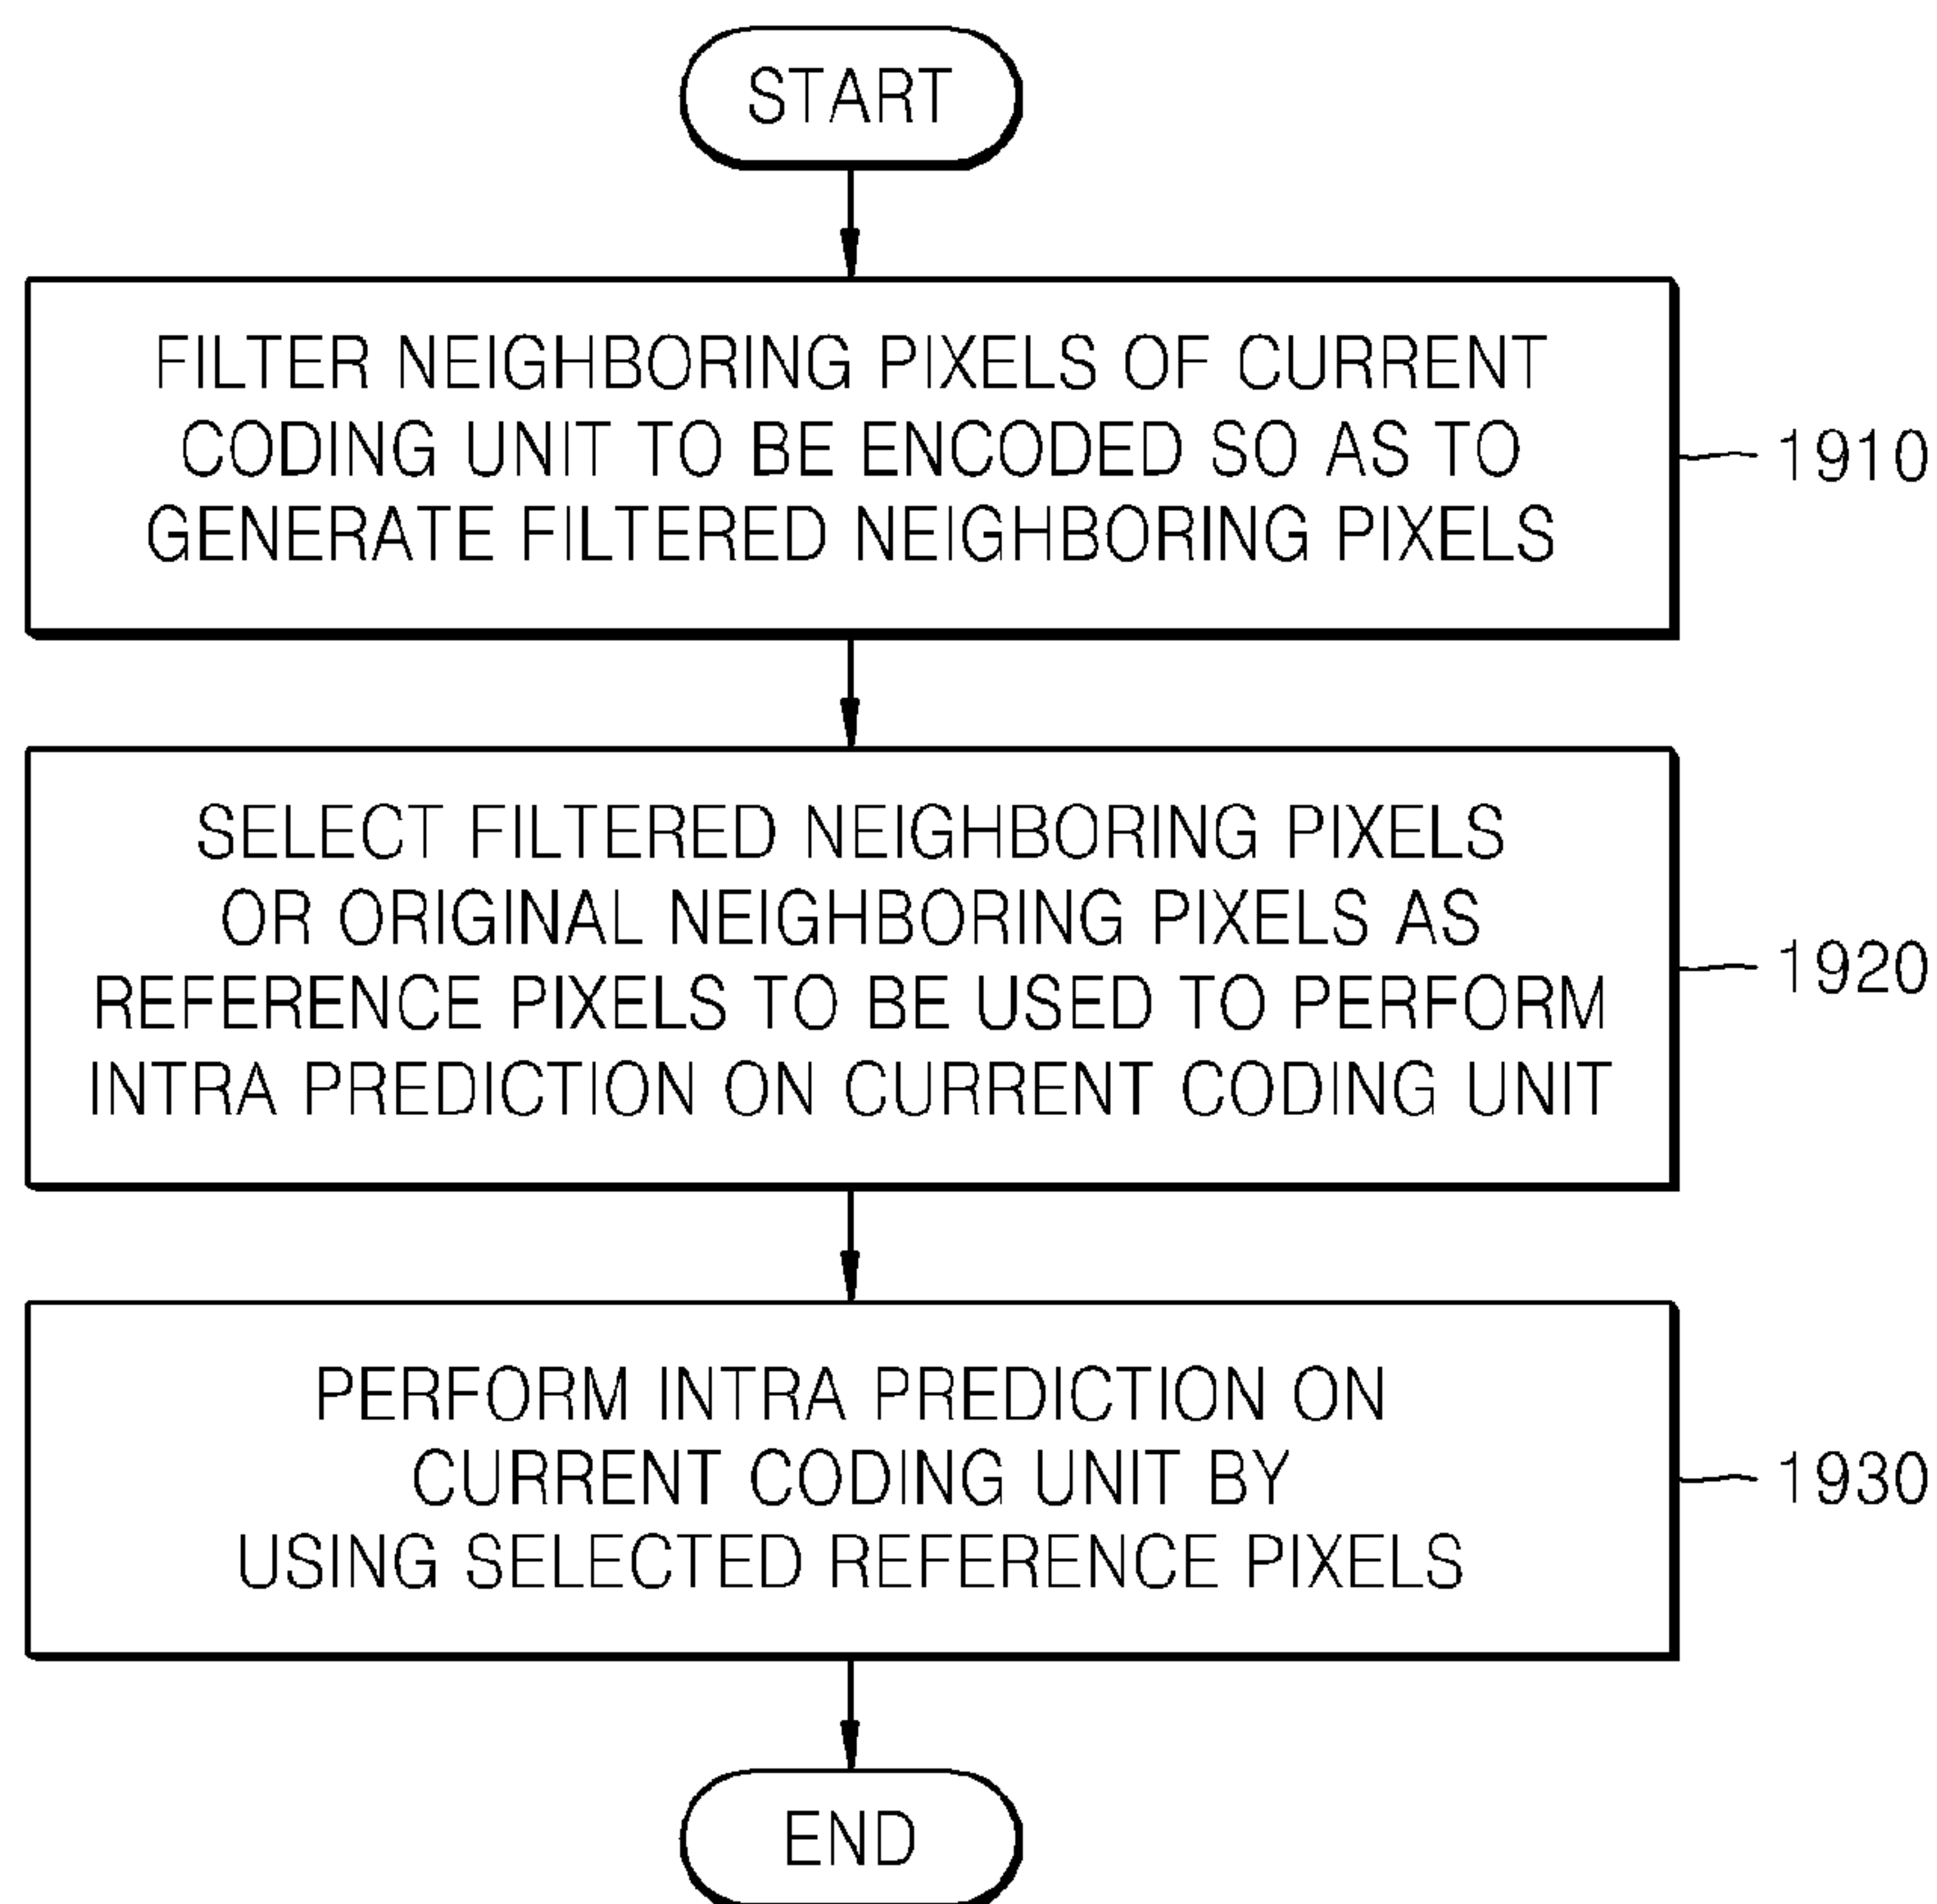 START
FILTER NEIGHBORING PIXELS OF CURRENT
CODING UNIT TO BE ENCODED SO AS TO
GENERATE FILTERED NEIGHBORING PIXELS
1910
SELECT FILTERED NEIGHBORING PIXELS
OR ORIGINAL NEIGHBORING PIXELS AS
REFERENCE PIXELS TO BE USED TO PERFORM
INTRA PREDICTION ON CURRENT CODING UNIT
1920
PERFORM INTRA PREDICTION ON
CURRENT CODING UNIT BY
USING SELECTED REFERENCE PIXELS
1930
END